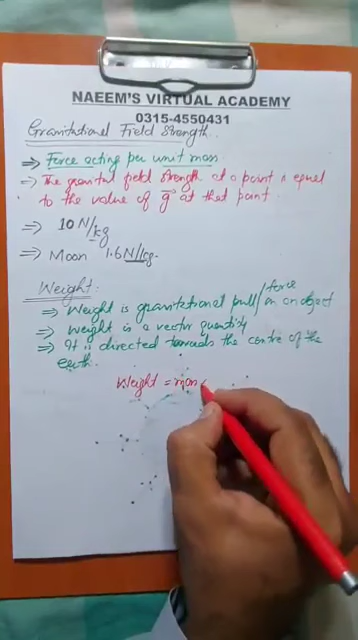 NAEEM'S VIRTUAL ACADEMY
0315-4550431
Gravitational Field Strength.
⇒ Force acting per unit mass
⇒ The gravital field strength at a point is equal
to the value of g⃗ at that point.
⇒ 10 N/kg
⇒ Moon 1.6 N/kg.
Weight:
⇒ Weight is gravitational pull/force on an object
⇒ Weight is a vector quantity
⇒ It is directed towards the centre of the
earth.
Weight = mass